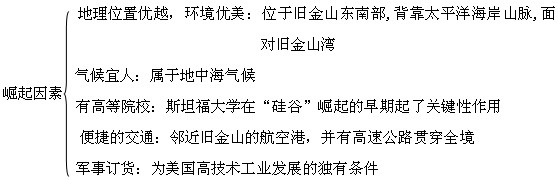 地理位置优越，环境优美：位于旧金山东南部,背靠太平洋海岸山脉,面
对旧金山湾
气候宜人：属于地中海气候
崛起因素
有高等院校：斯坦福大学在“硅谷”崛起的早期起了关键性作用
便捷的交通：邻近旧金山的航空港，并有高速公路贯穿全境
军事订货：为美国高技术工业发展的独有条件